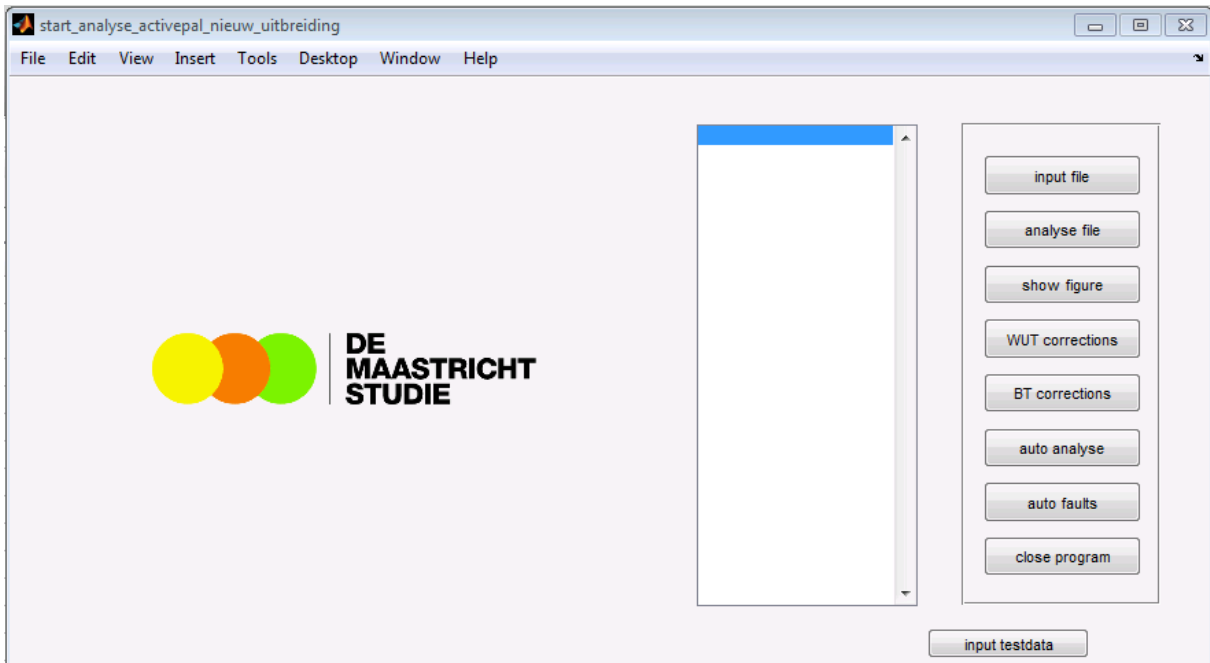 start_analyse_activepal_nieuw_uitbreiding
File Edit View Insert Tools Desktop Window Help
DE
MAASTRICHT
STUDIE
input file
analyse file
show figure
WUT corrections
BT corrections
auto analyse
auto faults
close program
input testdata